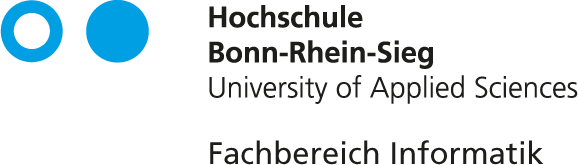 Hochschule
Bonn-Rhein-Sieg
University of Applied Sciences
Fachbereich Informatik